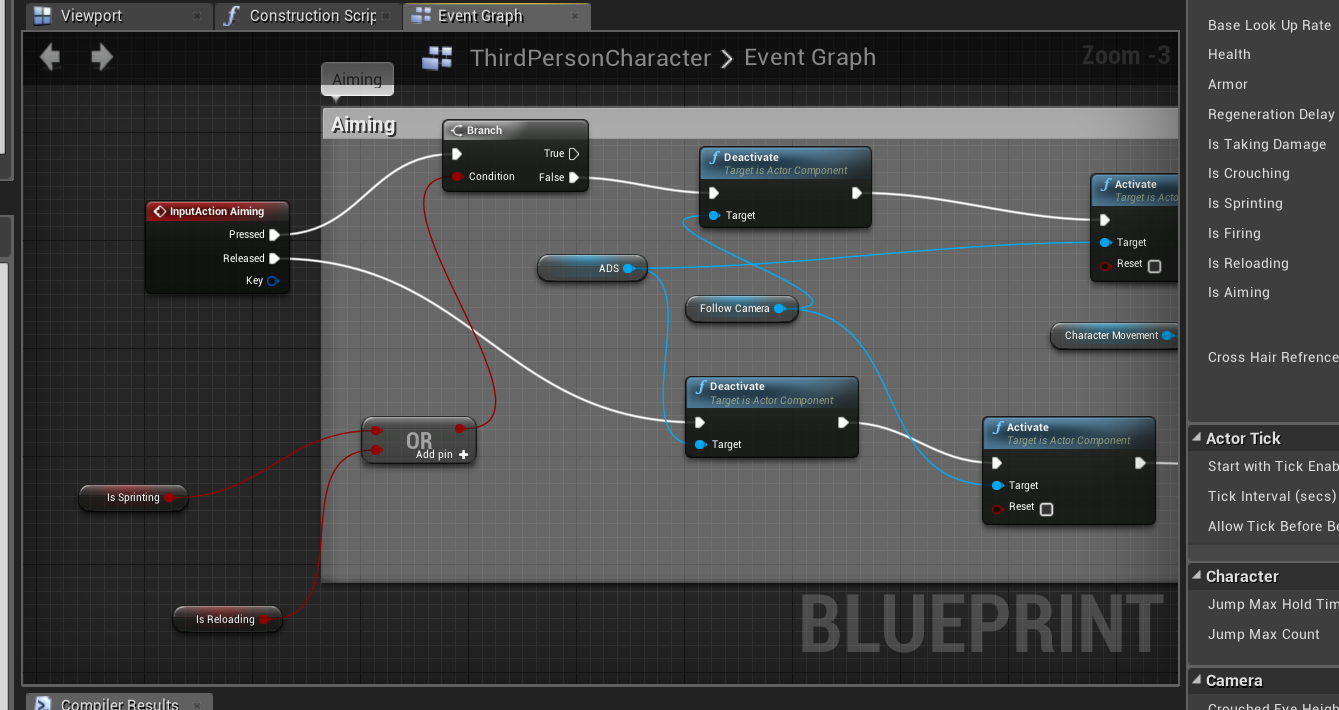 Viewport
Construction Scrip
Event Graph
ThirdPersonCharacter > Event Graph
Zoom -3
Aiming
Aiming
Branch
True
Condition
False
InputAction Aiming
Pressed
Released
Key
Deactivate
Target is Actor Component
Target
Activate
Target is Acto
Target
Reset
ADS
Follow Camera
Character Movement
Deactivate
Target is Actor Component
Target
Activate
Target is Actor Component
Target
Reset
OR
Add pin +
Is Sprinting
Is Reloading
BLUEPRINT
Compiler Results
Base Look Up Rate
Health
Armor
Regeneration Delay
Is Taking Damage
Is Crouching
Is Sprinting
Is Firing
Is Reloading
Is Aiming
Cross Hair Refrence
Actor Tick
Start with Tick Enab
Tick Interval (secs)
Allow Tick Before Be
Character
Jump Max Hold Tim
Jump Max Count
Camera
Crouched Eye Heigh